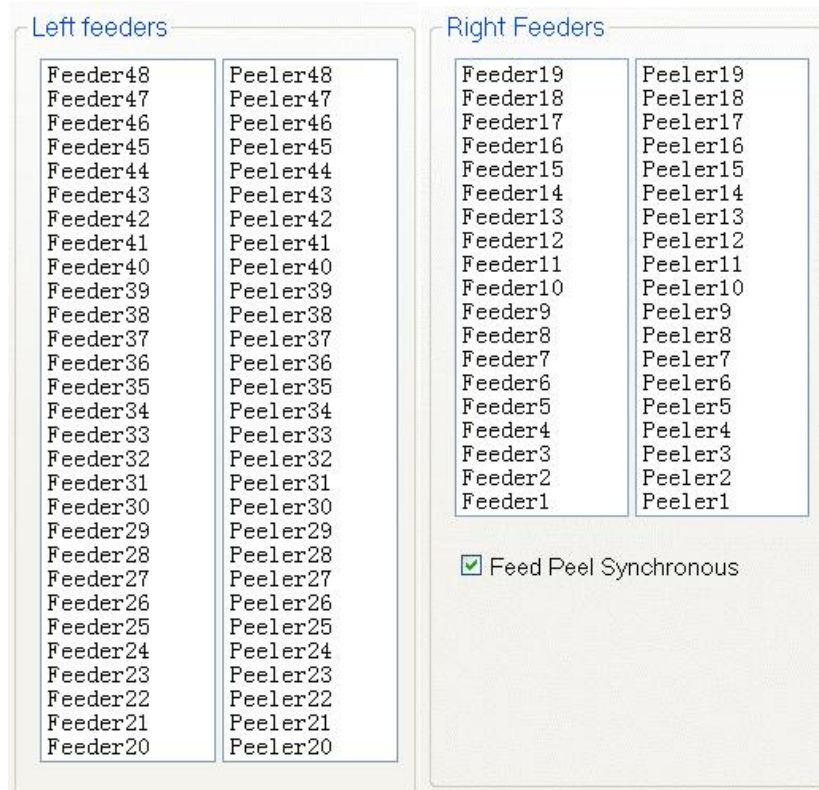 Left feeders
Feeder48 Peeler48
Feeder47 Peeler47
Feeder46 Peeler46
Feeder45 Peeler45
Feeder44 Peeler44
Feeder43 Peeler43
Feeder42 Peeler42
Feeder41 Peeler41
Feeder40 Peeler40
Feeder39 Peeler39
Feeder38 Peeler38
Feeder37 Peeler37
Feeder36 Peeler36
Feeder35 Peeler35
Feeder34 Peeler34
Feeder33 Peeler33
Feeder32 Peeler32
Feeder31 Peeler31
Feeder30 Peeler30
Feeder29 Peeler29
Feeder28 Peeler28
Feeder27 Peeler27
Feeder26 Peeler26
Feeder25 Peeler25
Feeder24 Peeler24
Feeder23 Peeler23
Feeder22 Peeler22
Feeder21 Peeler21
Feeder20 Peeler20
Right Feeders
Feeder19 Peeler19
Feeder18 Peeler18
Feeder17 Peeler17
Feeder16 Peeler16
Feeder15 Peeler15
Feeder14 Peeler14
Feeder13 Peeler13
Feeder12 Peeler12
Feeder11 Peeler11
Feeder10 Peeler10
Feeder9 Peeler9
Feeder8 Peeler8
Feeder7 Peeler7
Feeder6 Peeler6
Feeder5 Peeler5
Feeder4 Peeler4
Feeder3 Peeler3
Feeder2 Peeler2
Feeder1 Peeler1
Feed Peel Synchronous